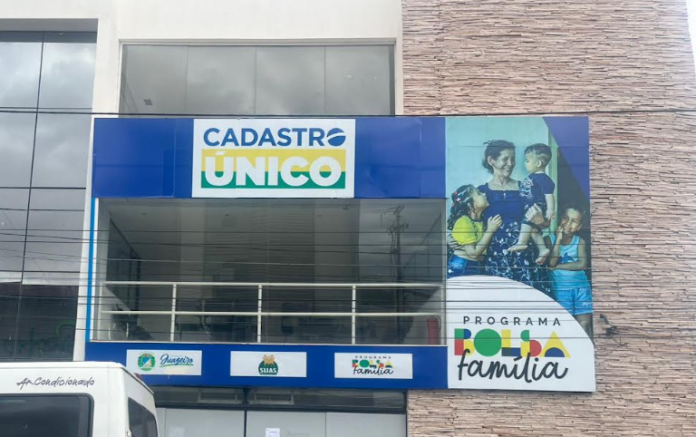 CADASTRO
ÚNICO
PROGRAMA
BOLSA
família
Juazeiro
SUAS
PROGRAMA
BOLSA
família
Ar Condicionado